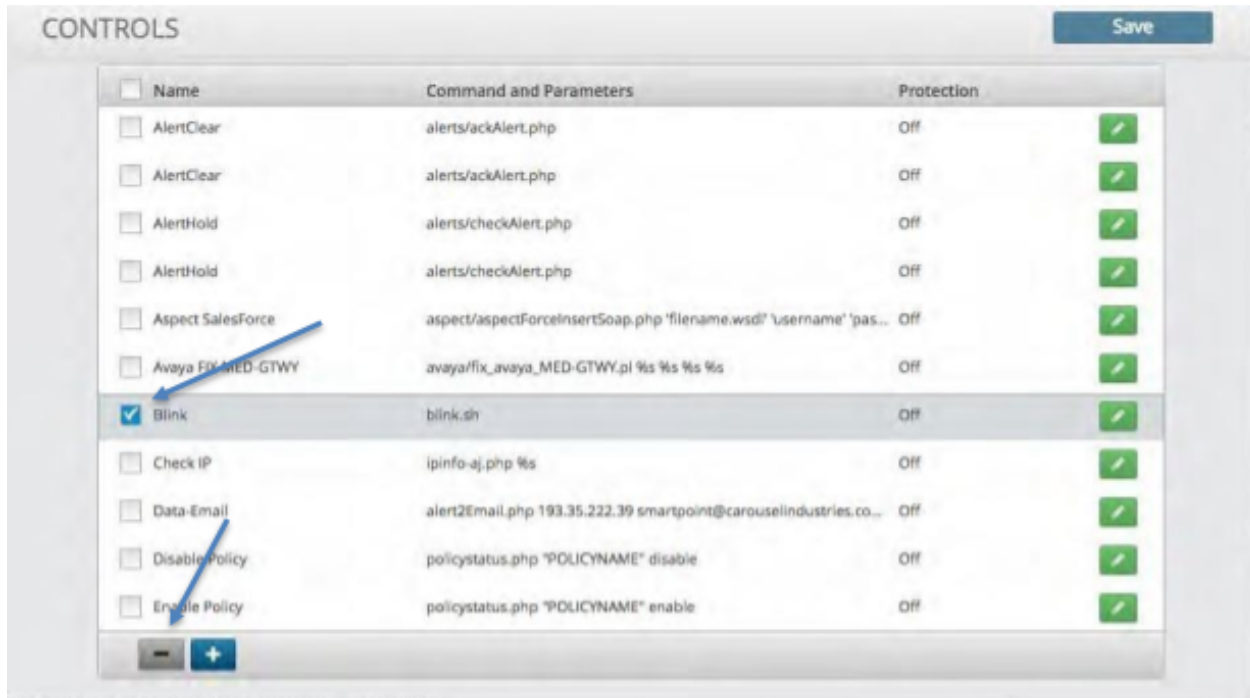 CONTROLS Save
Name Command and Parameters Protection
AlertClear alerts/ackAlert.php Off
AlertClear alerts/ackAlert.php Off
AlertHold alerts/checkAlert.php Off
AlertHold alerts/checkAlert.php Off
Aspect SalesForce aspect/aspectForceInsertSoap.php 'filename.wsdl' 'username' 'pas... Off
Avaya FIX-MED-GTWY avaya/fix_avaya_MED-GTWY.pl %s %s %s %s Off
Blink blink.sh Off
Check IP ipinfo-aj.php %s Off
Data-Email alert2Email.php 193.35.222.39 smartpoint@carouselindustries.co... Off
Disable Policy policystatus.php "POLICYNAME" disable Off
Enable Policy policystatus.php "POLICYNAME" enable Off